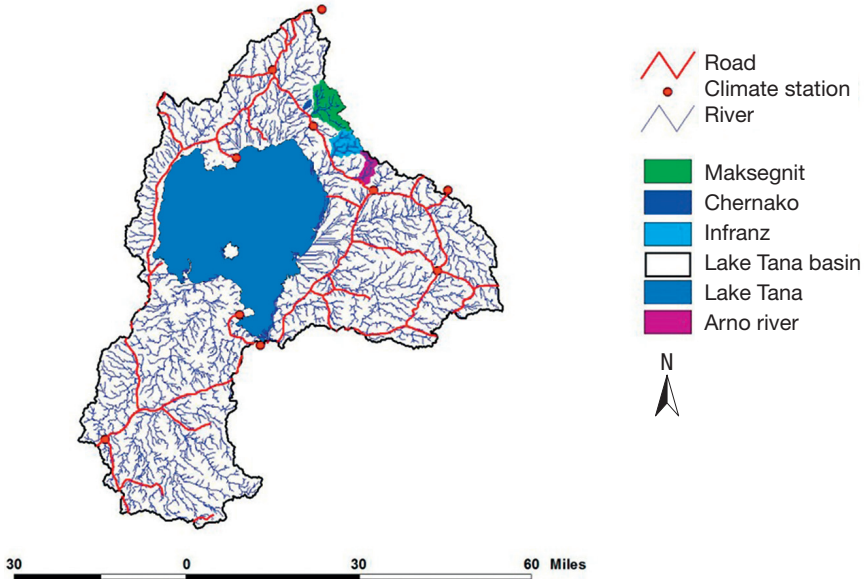 Road
Climate station
River
Maksegnit
Chernako
Infranz
Lake Tana basin
Lake Tana
Arno river
N
30 0 30 60 Miles